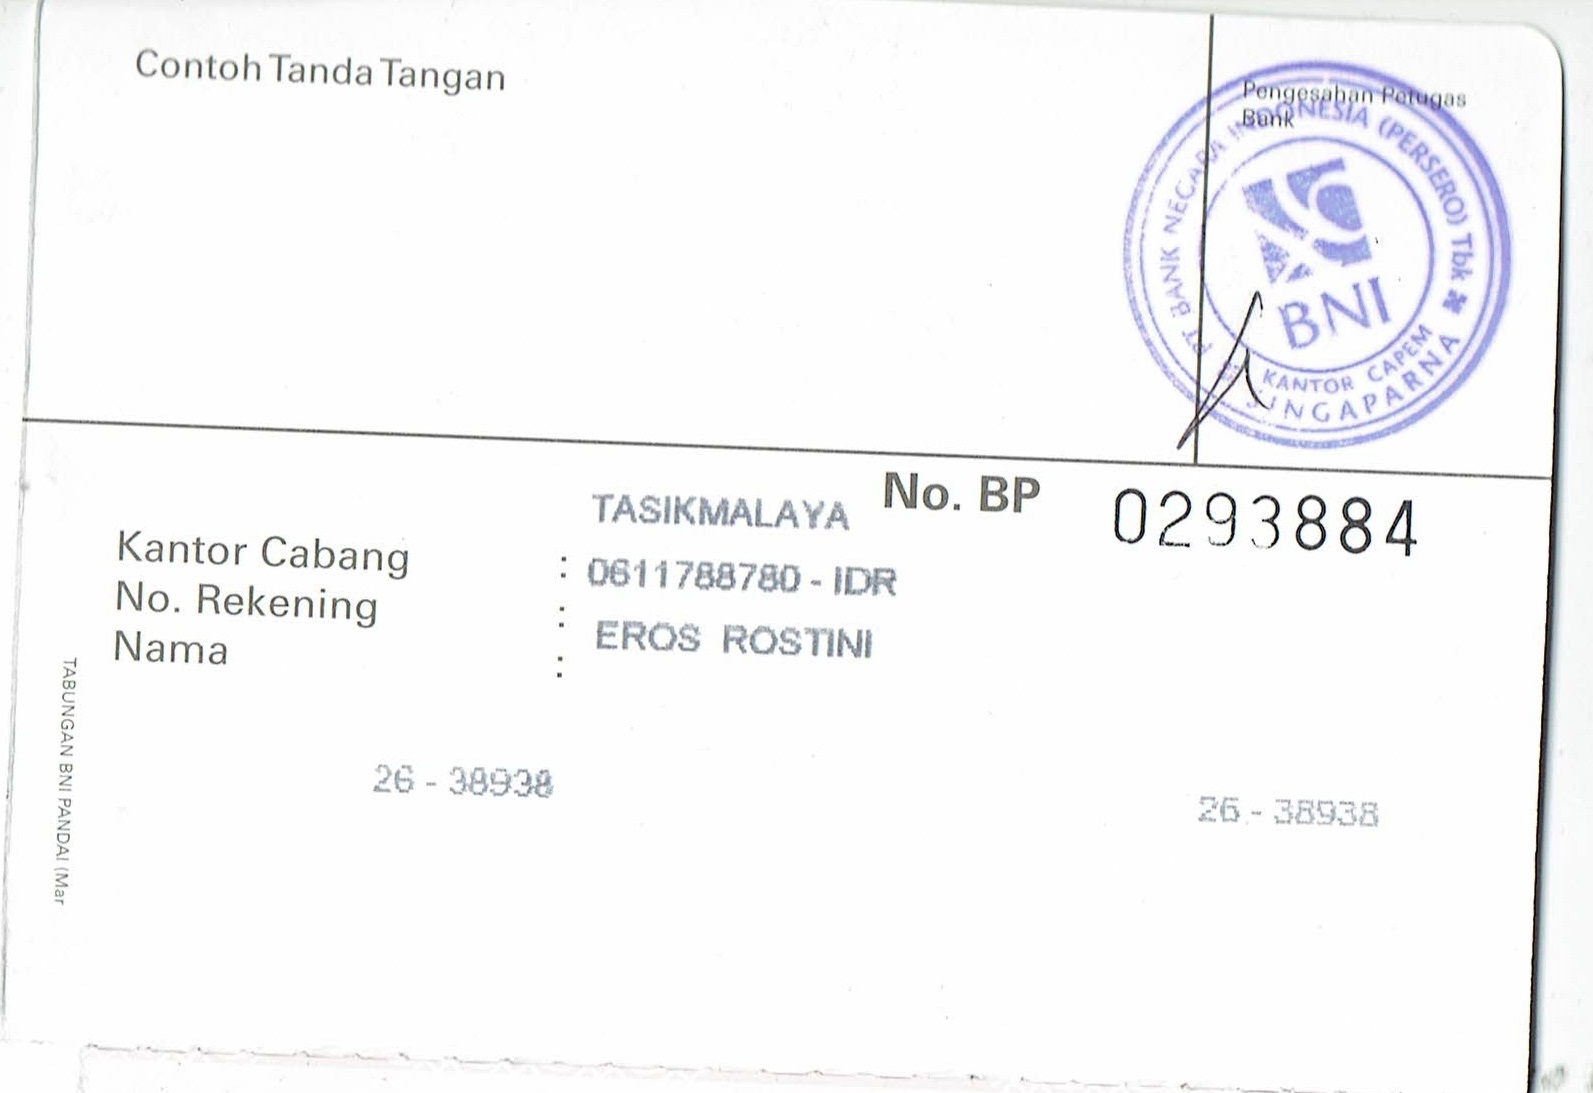 Contoh Tanda Tangan
Pengesahan Petugas
Bank
PT BANK NEGARA INDONESIA (PERSERO) Tbk
BNI
KANTOR CAPEM
SINGAPARNA
No. BP 0293884
Kantor Cabang : TASIKMALAYA
No. Rekening : 0611788780 - IDR
Nama : EROS ROSTINI
26 - 38938
26 - 38938
TABUNGAN BNI PANDAI (Mar